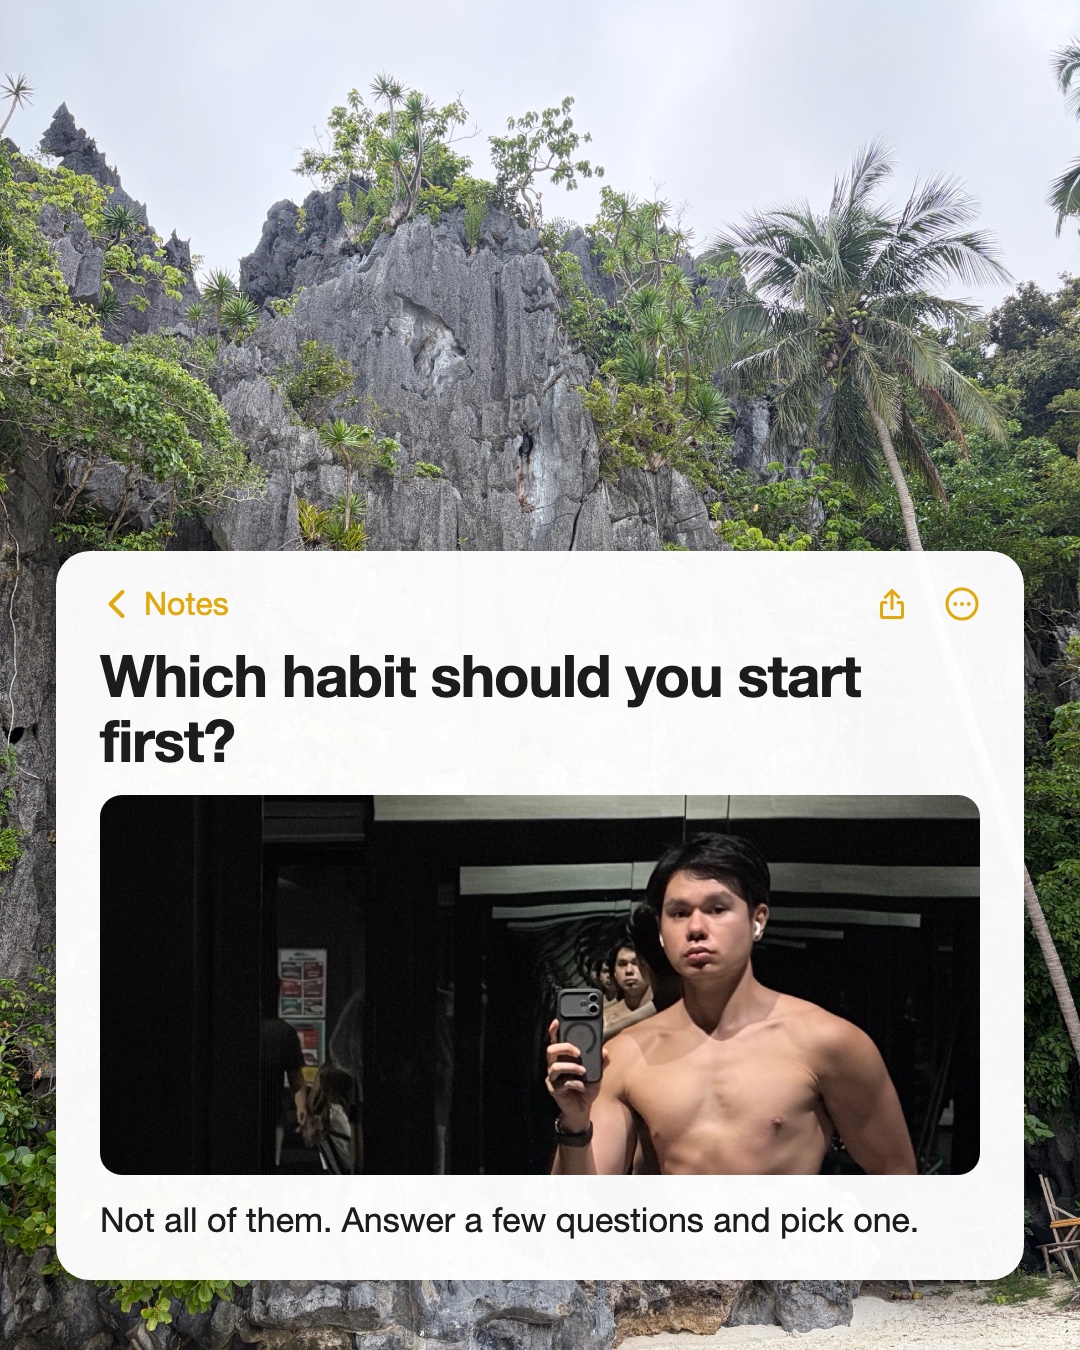 Notes
Which habit should you start
first?
Not all of them. Answer a few questions and pick one.